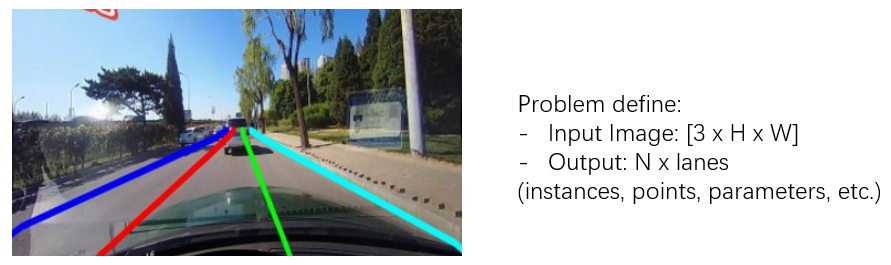 Problem define:
- Input Image: [3 x H x W]
- Output: N x lanes
(instances, points, parameters, etc.)